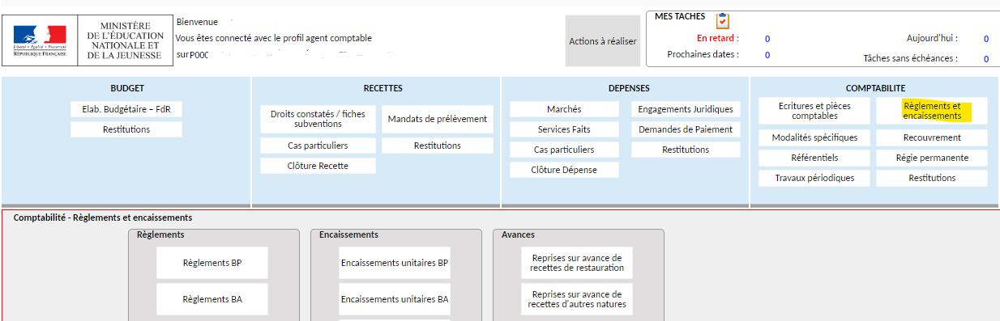 MINISTÈRE
DE L'ÉDUCATION
NATIONALE ET
DE LA JEUNESSE
Liberté • Égalité • Fraternité
RÉPUBLIQUE FRANÇAISE
Bienvenue
Vous êtes connecté avec le profil agent comptable
sur P00C
Actions à réaliser
MES TACHES
En retard : 0
Aujourd'hui : 0
Prochaines dates : 0
Tâches sans échéances : 0
BUDGET
Elab. Budgétaire – FdR
Restitutions
RECETTES
Droits constatés / fiches
subventions
Mandats de prélèvement
Cas particuliers
Restitutions
Clôture Recette
DEPENSES
Marchés
Engagements Juridiques
Services Faits
Demandes de Paiement
Cas particuliers
Restitutions
Clôture Dépense
COMPTABILITE
Ecritures et pièces
comptables
Règlements et
encaissements
Modalités spécifiques
Recouvrement
Référentiels
Régie permanente
Travaux périodiques
Restitutions
Comptabilité - Règlements et encaissements
Règlements
Règlements BP
Règlements BA
Encaissements
Encaissements unitaires BP
Encaissements unitaires BA
Avances
Reprises sur avance de
recettes de restauration
Reprises sur avance de
recettes d'autres natures